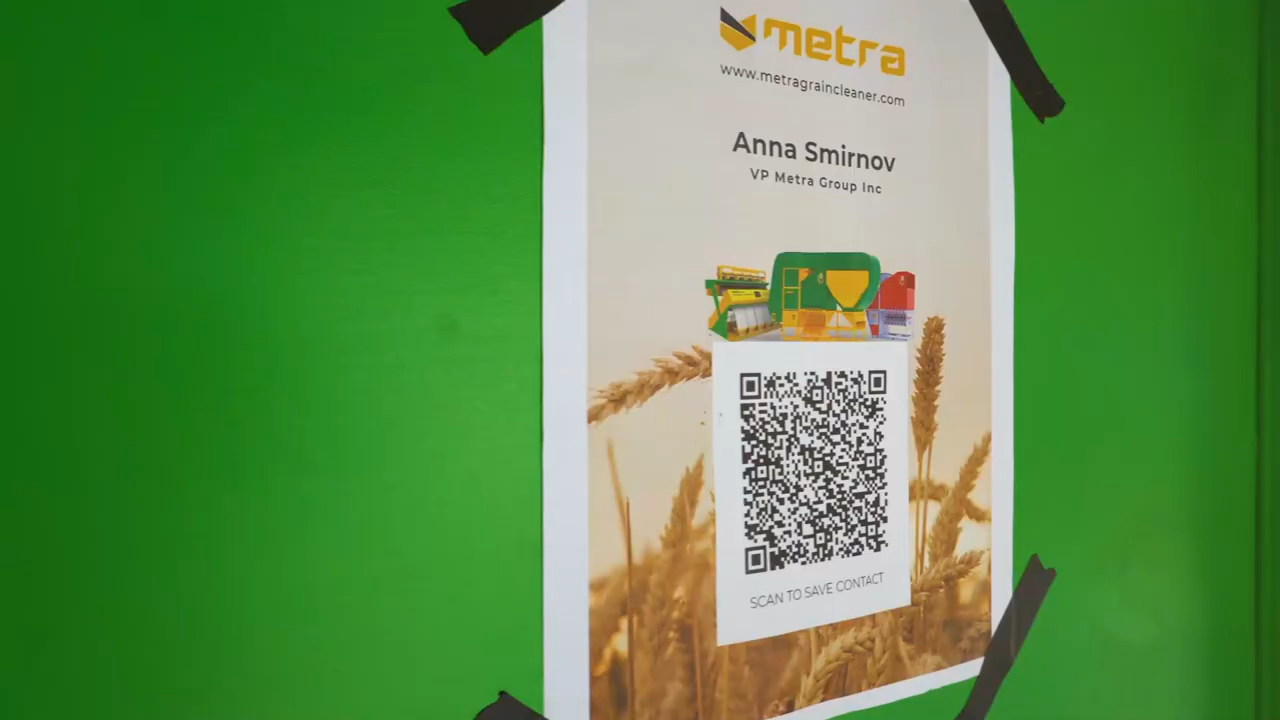 metra
www.metragraincleaner.com
Anna Smirnov
VP Metra Group Inc
SCAN TO SAVE CONTACT